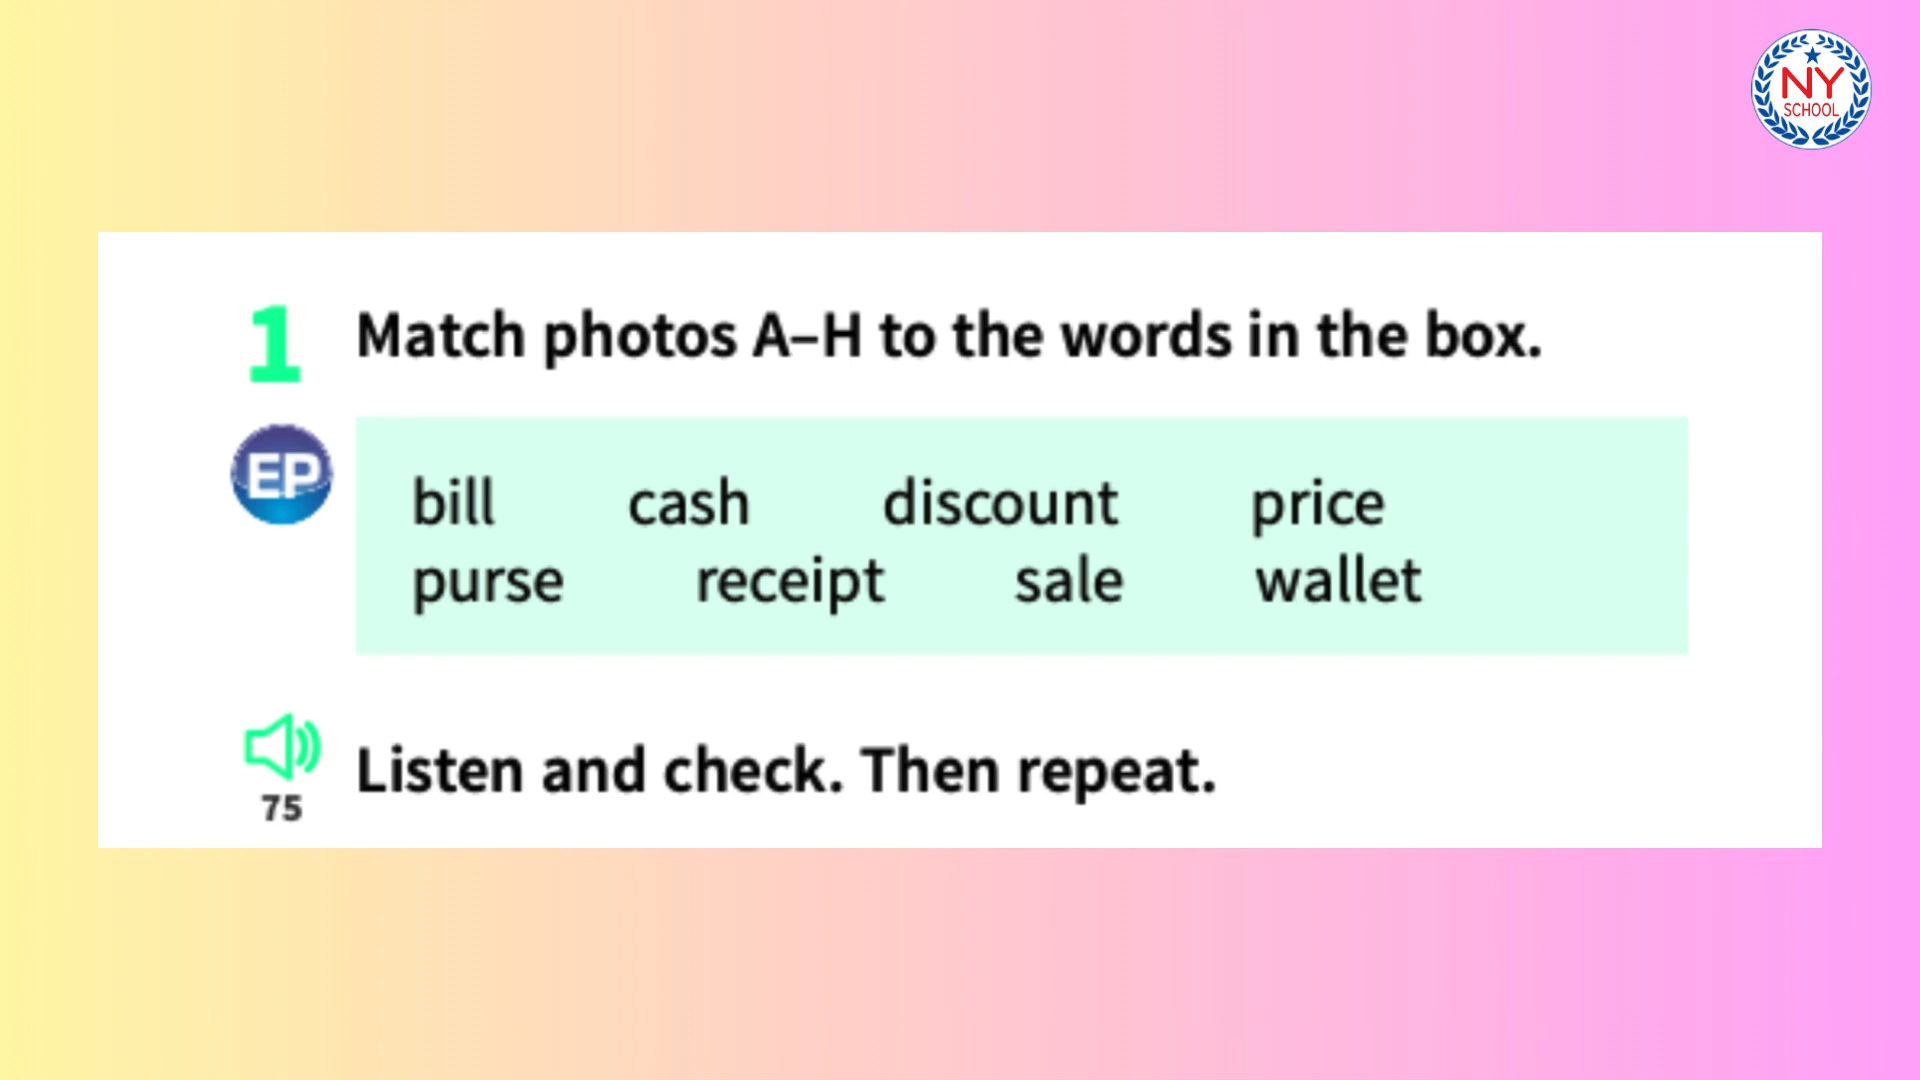 NY
SCHOOL
1 Match photos A–H to the words in the box.
EP
bill cash discount price
purse receipt sale wallet
Listen and check. Then repeat.
75